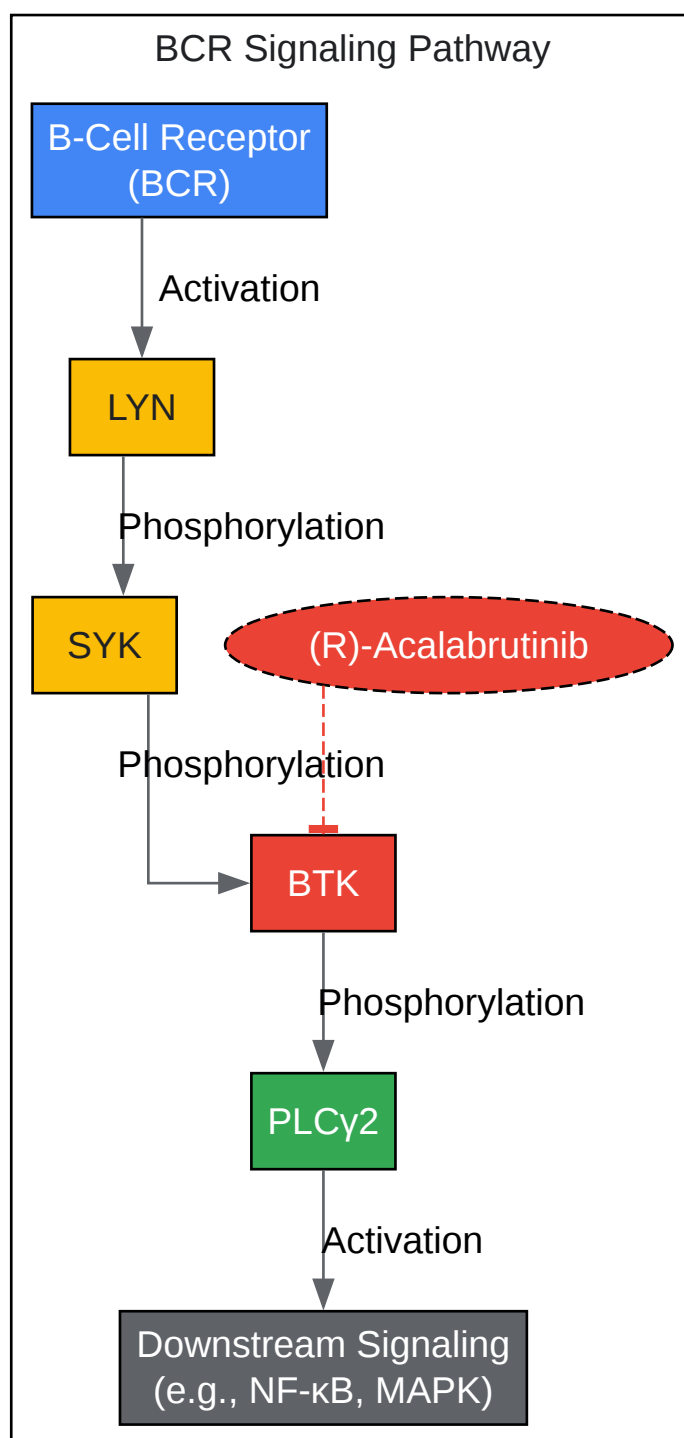 BCR Signaling Pathway
B-Cell Receptor
(BCR)
Activation
LYN
Phosphorylation
SYK
(R)-Acalabrutinib
Phosphorylation
BTK
Phosphorylation
PLCγ2
Activation
Downstream Signaling
(e.g., NF-κB, MAPK)